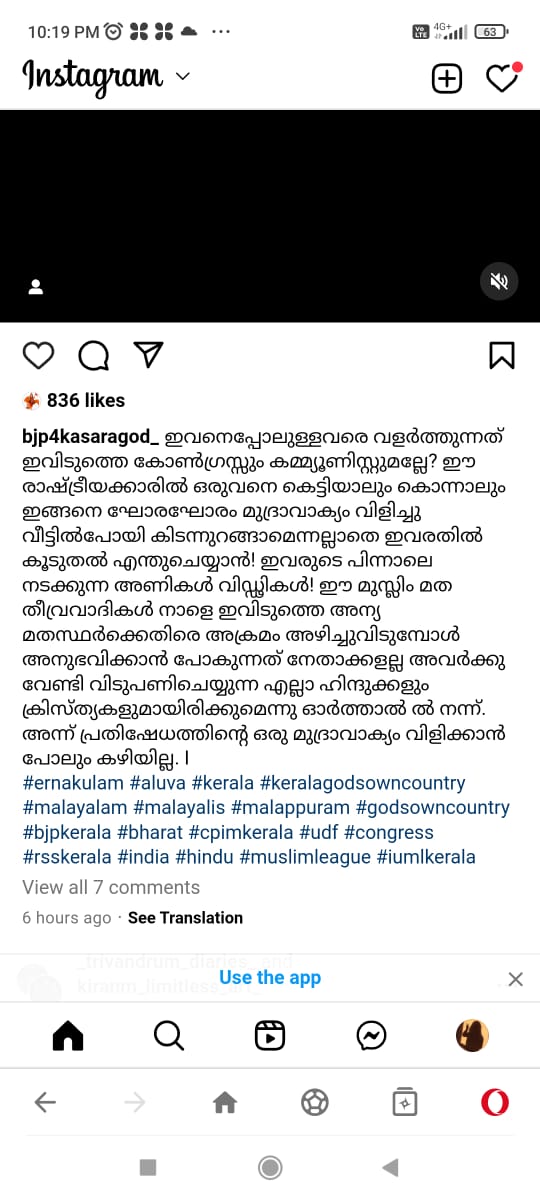 10:19 PM ...
Vo LTE 4G+ 63
Instagram
836 likes
bjp4kasaragod_ ഇവനെപ്പോലുള്ളവരെ വളർത്തുന്നത്
ഇവിടുത്തെ കോൺഗ്രസ്സും കമ്മ്യൂണിസ്റ്റുമല്ലേ? ഈ
രാഷ്ട്രീയക്കാരിൽ ഒരുവനെ കെട്ടിയാലും കൊന്നാലും
ഇങ്ങനെ ഘോരഘോരം മുദ്രാവാക്യം വിളിച്ചു
വീട്ടിൽപോയി കിടന്നുറങ്ങാമെന്നല്ലാതെ ഇവരതിൽ
കൂടുതൽ എന്തുചെയ്യാൻ! ഇവരുടെ പിന്നാലെ
നടക്കുന്ന അണികൾ വിഡ്ഢികൾ! ഈ മുസ്ലിം മത
തീവ്രവാദികൾ നാളെ ഇവിടുത്തെ അന്യ
മതസ്ഥർക്കെതിരെ അക്രമം അഴിച്ചുവിടുമ്പോൾ
അനുഭവിക്കാൻ പോകുന്നത് നേതാക്കളല്ല അവർക്കു
വേണ്ടി വിടുപണിചെയ്യുന്ന എല്ലാ ഹിന്ദുക്കളും
ക്രിസ്ത്യകളുമായിരിക്കുമെന്നു ഓർത്താൽ ൽ നന്ന്.
അന്ന് പ്രതിഷേധത്തിന്റെ ഒരു മുദ്രാവാക്യം വിളിക്കാൻ
പോലും കഴിയില്ല. l
#ernakulam #aluva #kerala #keralagodsowncountry
#malayalam #malayalis #malappuram #godsowncountry
#bjpkerala #bharat #cpimkerala #udf #congress
#rsskerala #india #hindu #muslimleague #iumlkerala
View all 7 comments
6 hours ago · See Translation
_trivandrum_diaries_ and
Use the app